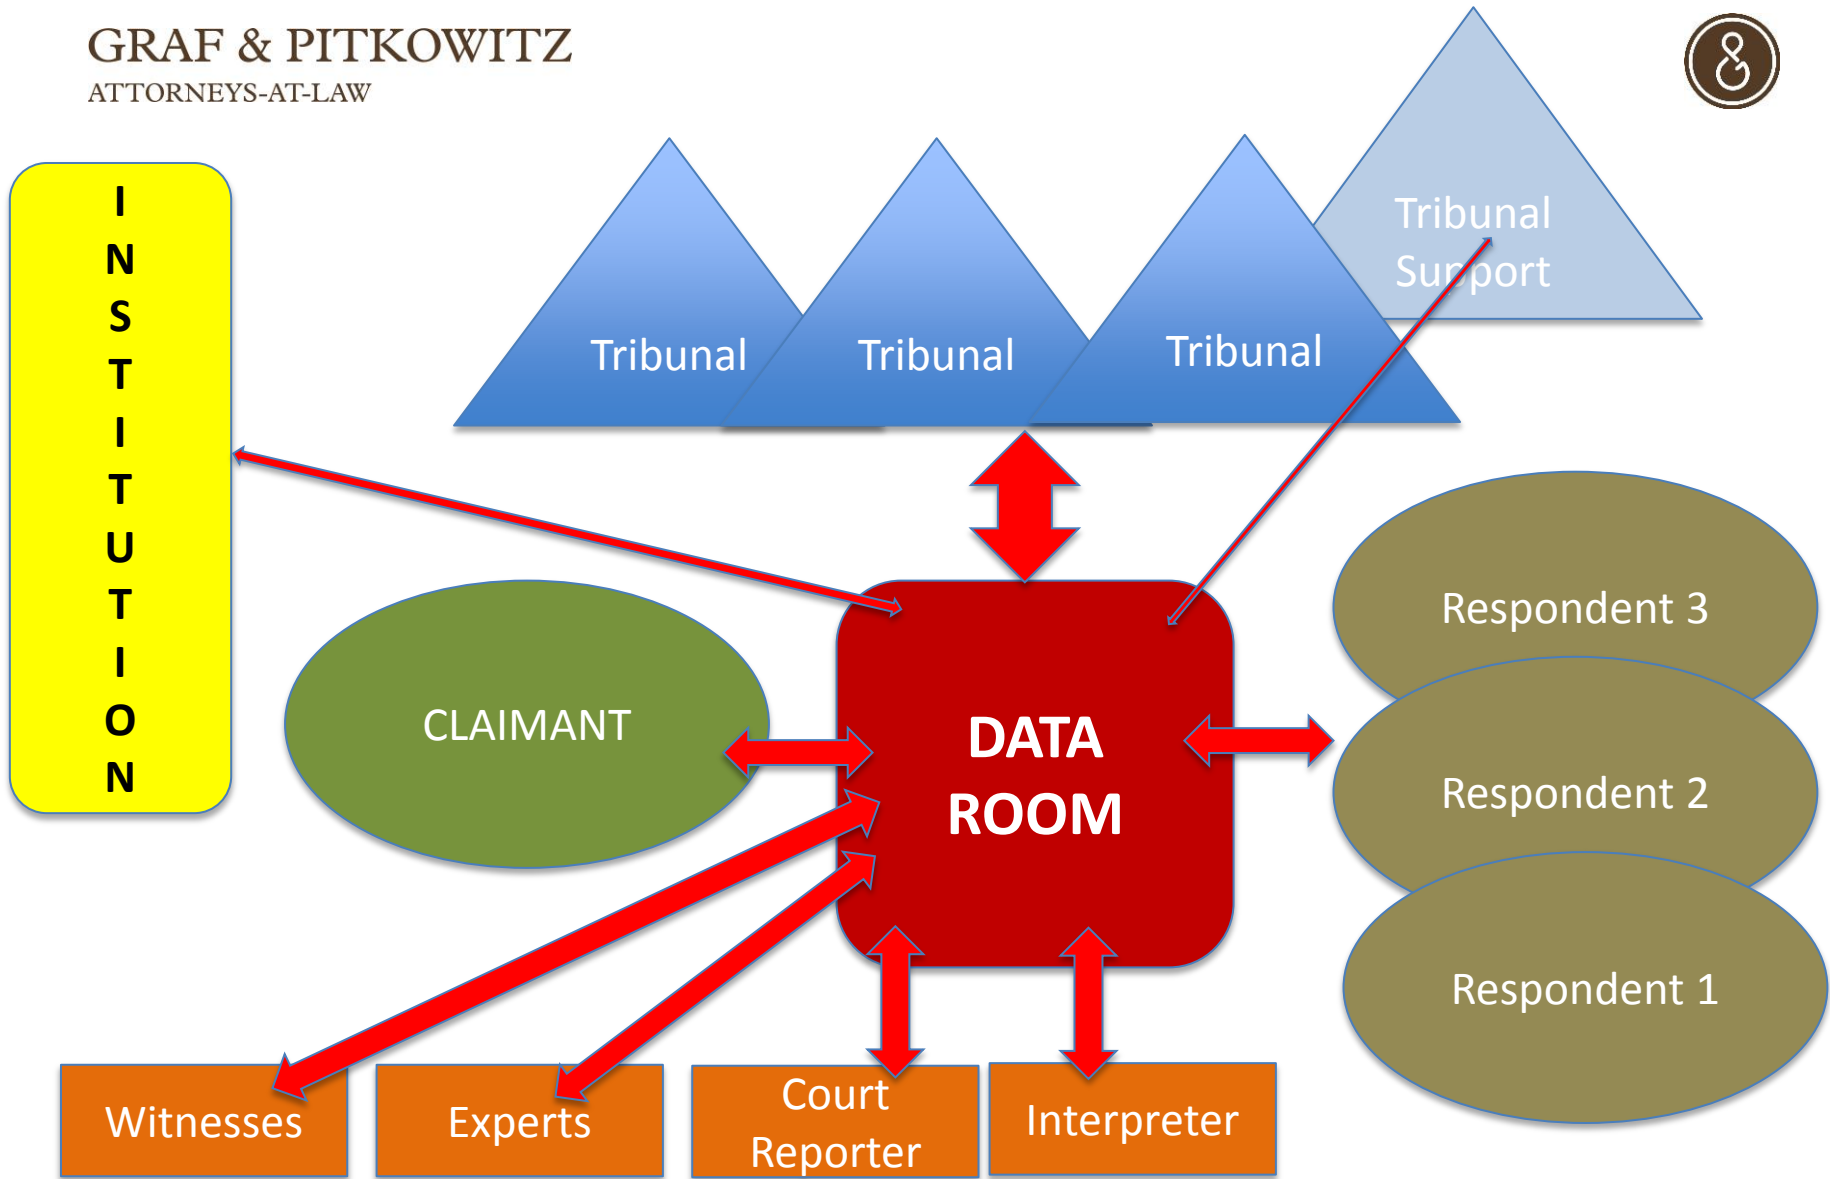 GRAF & PITKOWITZ
ATTORNEYS-AT-LAW
I
N
S
T
I
T
U
T
I
O
N
Tribunal
Support
Tribunal
Tribunal
Tribunal
Respondent 3
CLAIMANT
DATA
ROOM
Respondent 2
Respondent 1
Witnesses
Experts
Court
Reporter
Interpreter